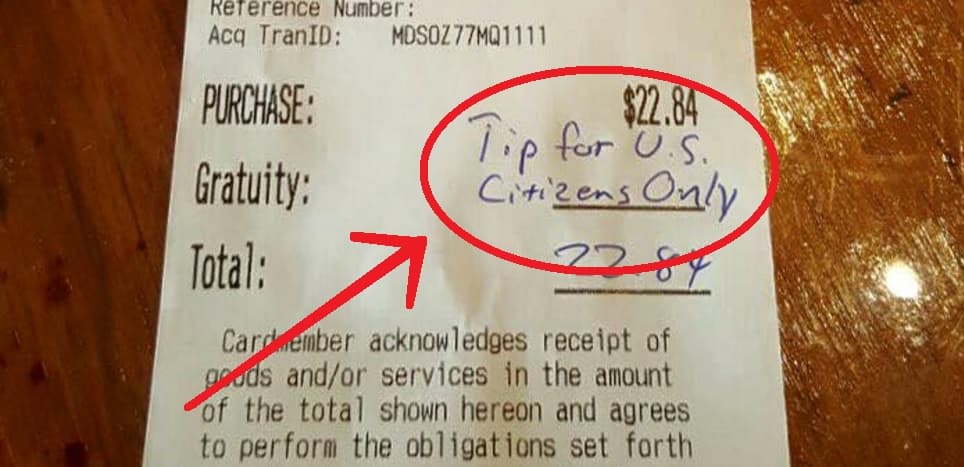 Reference Number:
Acq TranID: MDSOZ77MQ1111
PURCHASE: $22.84
Tip for U.S.
Gratuity: Citizens Only
Total: 22.84
Cardmember acknowledges receipt of
goods and/or services in the amount
of the total shown hereon and agrees
to perform the obligations set forth